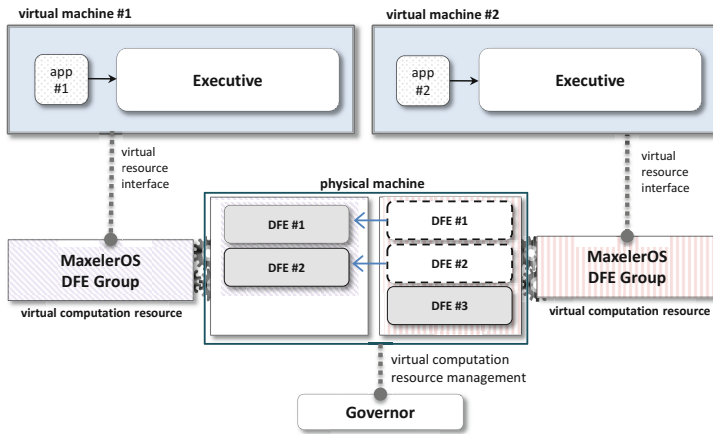 virtual machine #1
app
#1
Executive
virtual machine #2
app
#2
Executive
virtual
resource
interface
virtual
resource
interface
physical machine
DFE #1
DFE #2
DFE #1
DFE #2
DFE #3
MaxelerOS
DFE Group
virtual computation resource
MaxelerOS
DFE Group
virtual computation resource
virtual computation
resource management
Governor